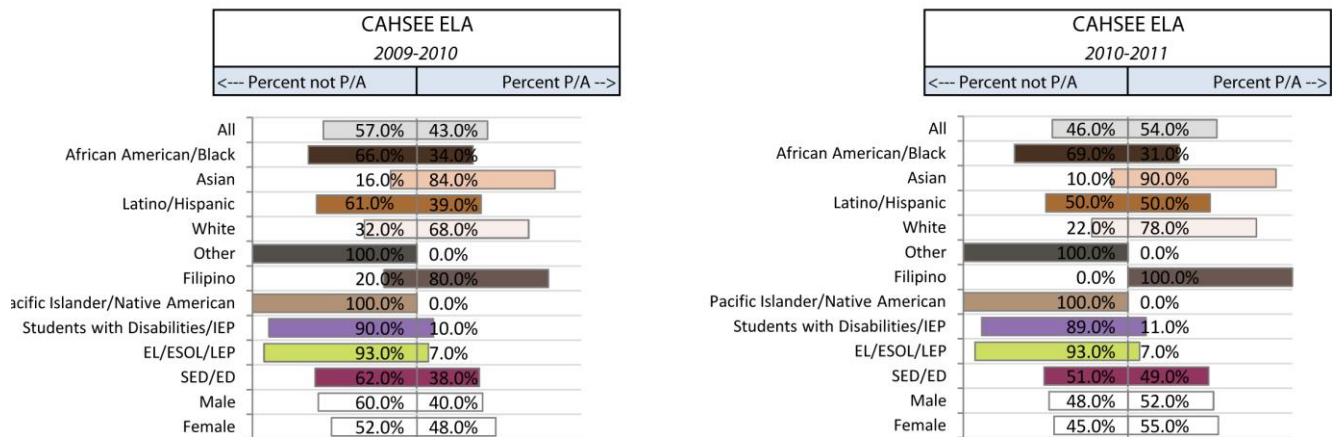 CAHSEE ELA
2009-2010
<--- Percent not P/A Percent P/A -->
All 57.0% 43.0%
African American/Black 66.0% 34.0%
Asian 16.0% 84.0%
Latino/Hispanic 61.0% 39.0%
White 32.0% 68.0%
Other 100.0% 0.0%
Filipino 20.0% 80.0%
acific Islander/Native American 100.0% 0.0%
Students with Disabilities/IEP 90.0% 10.0%
EL/ESOL/LEP 93.0% 7.0%
SED/ED 62.0% 38.0%
Male 60.0% 40.0%
Female 52.0% 48.0%
CAHSEE ELA
2010-2011
<--- Percent not P/A Percent P/A -->
All 46.0% 54.0%
African American/Black 69.0% 31.0%
Asian 10.0% 90.0%
Latino/Hispanic 50.0% 50.0%
White 22.0% 78.0%
Other 100.0% 0.0%
Filipino 0.0% 100.0%
Pacific Islander/Native American 100.0% 0.0%
Students with Disabilities/IEP 89.0% 11.0%
EL/ESOL/LEP 93.0% 7.0%
SED/ED 51.0% 49.0%
Male 48.0% 52.0%
Female 45.0% 55.0%